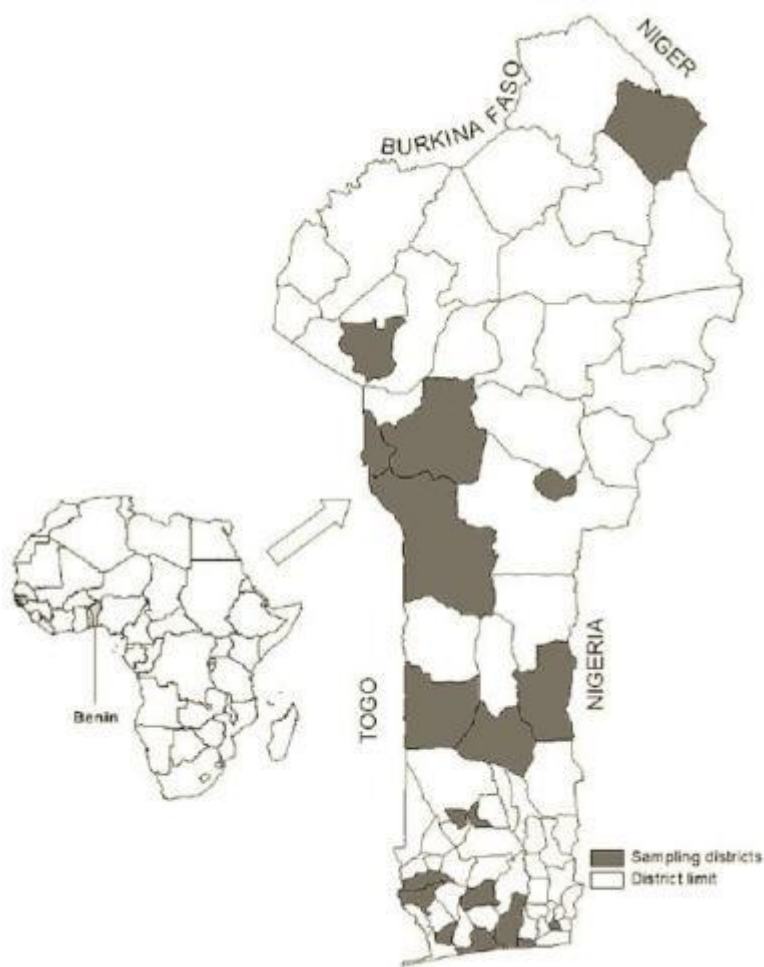 NIGER
BURKINA FASO
Benin
TOGO
NIGERIA
Sampling districts
District limit